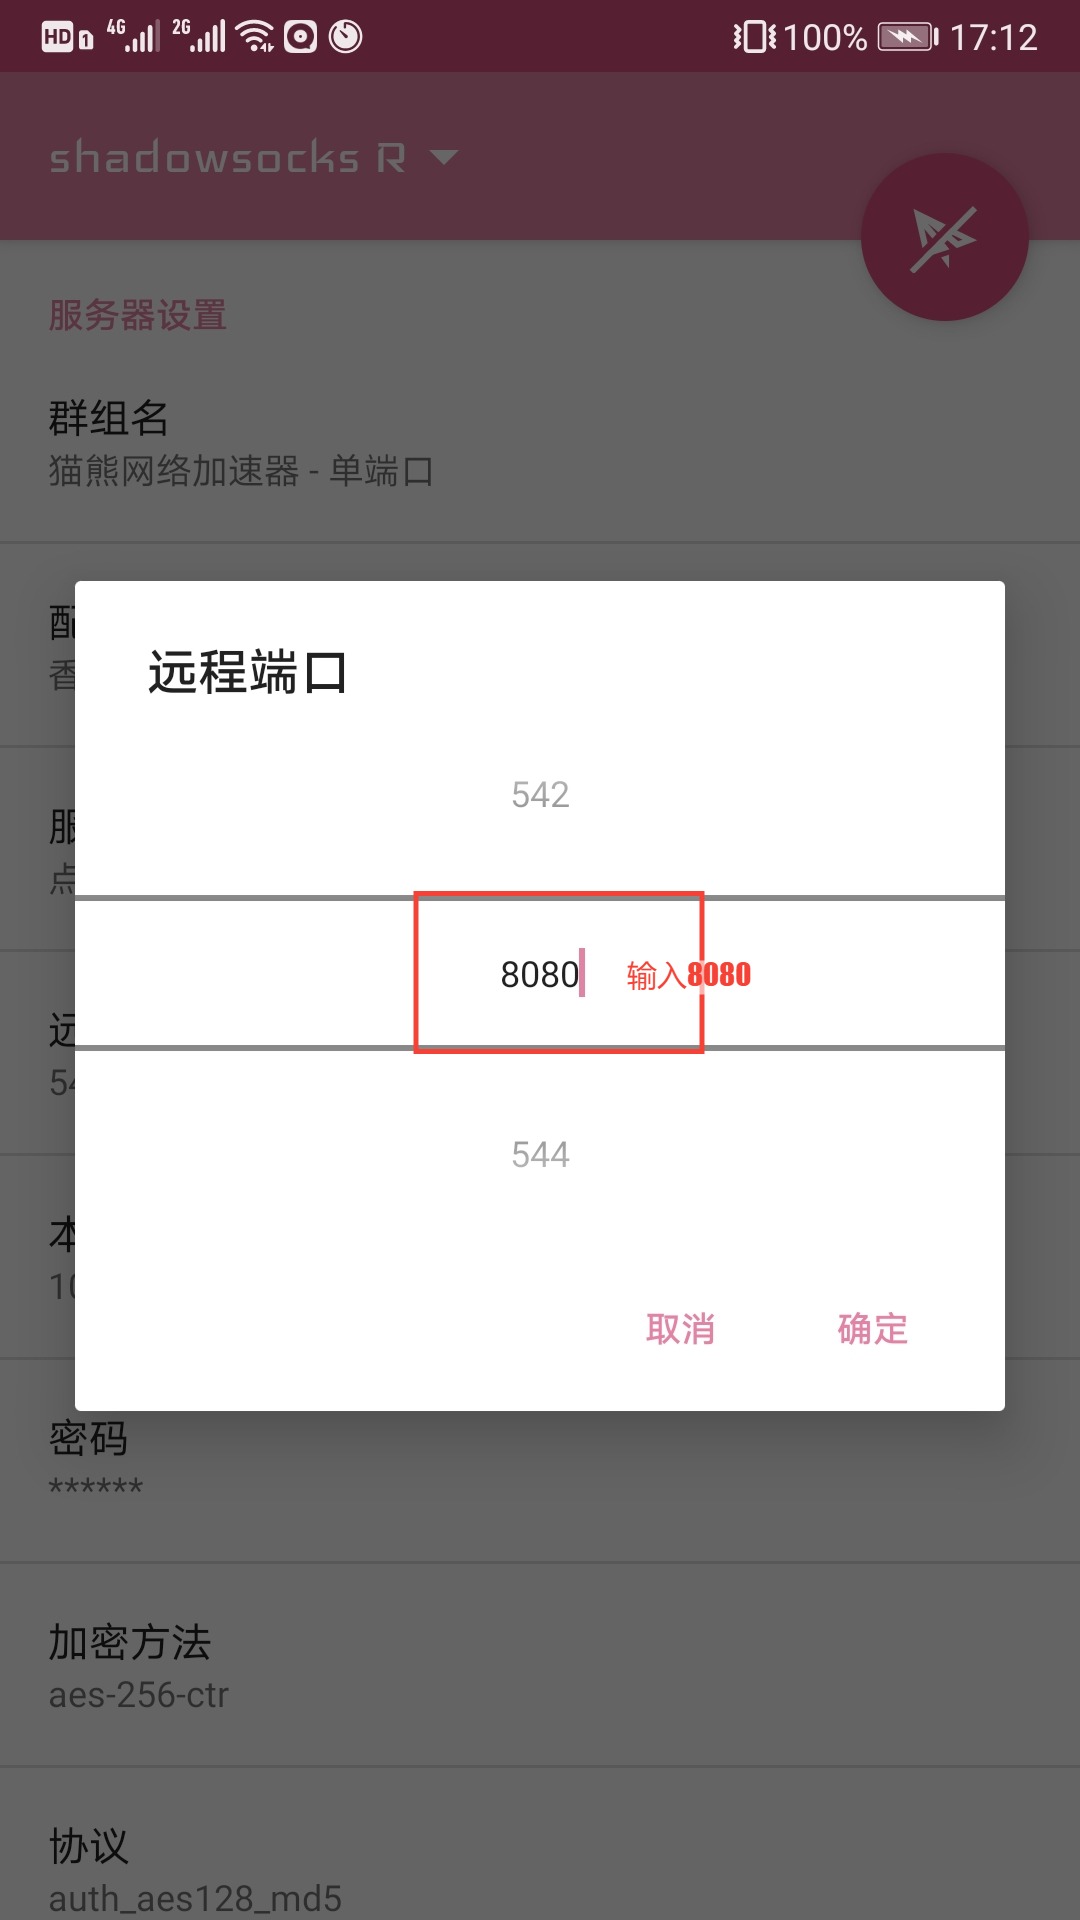 HD 1 4G 2G 100% 17:12
shadowsocks R
服务器设置
群组名
猫熊网络加速器 - 单端口
配
香
远程端口
542
服
点
8080 输入8080
远
54
544
本
10
取消 确定
密码
******
加密方法
aes-256-ctr
协议
auth_aes128_md5